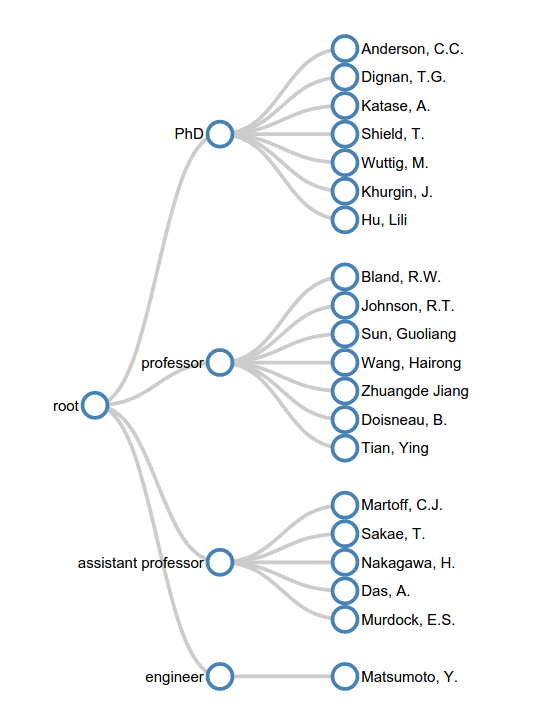 Anderson, C.C.
Dignan, T.G.
Katase, A.
PhD
Shield, T.
Wuttig, M.
Khurgin, J.
Hu, Lili
Bland, R.W.
Johnson, R.T.
Sun, Guoliang
professor
Wang, Hairong
Zhuangde Jiang
root
Doisneau, B.
Tian, Ying
Martoff, C.J.
Sakae, T.
assistant professor
Nakagawa, H.
Das, A.
Murdock, E.S.
engineer
Matsumoto, Y.